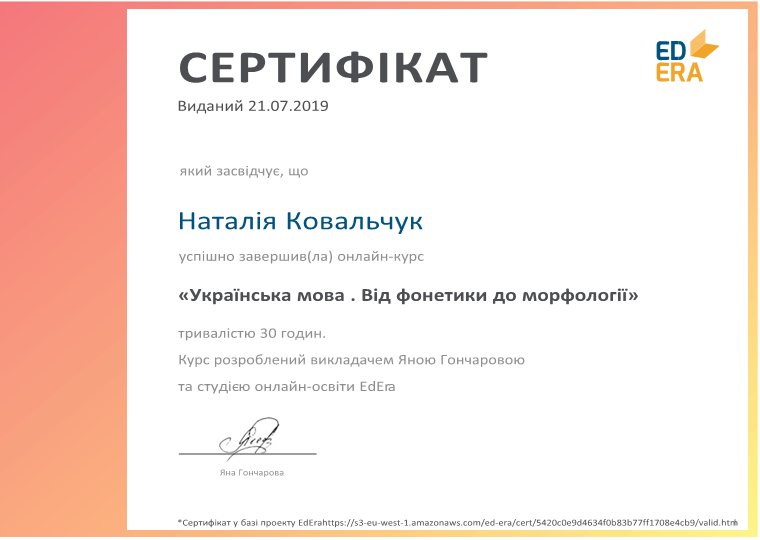 СЕРТИФІКАТ
ED
ERA
Виданий 21.07.2019
який засвідчує, що
Наталія Ковальчук
успішно завершив(ла) онлайн-курс
«Українська мова . Від фонетики до морфології»
тривалістю 30 годин.
Курс розроблений викладачем Яною Гончаровою
та студією онлайн-освіти EdEra
Яна Гончарова
*Сертифікат у базі проекту EdErahttps://s3-eu-west-1.amazonaws.com/ed-era/cert/5420c0e9d4634f0b83b77ff1708e4cb9/valid.html